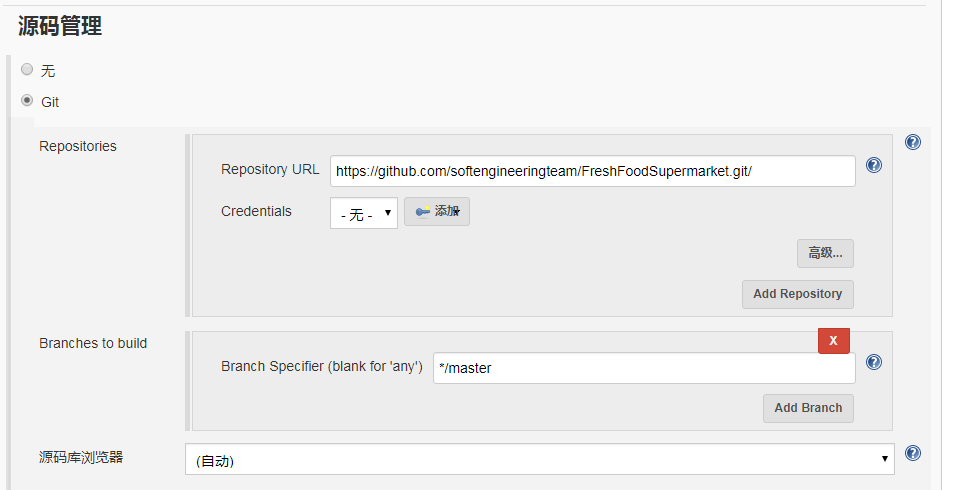 源码管理
无
Git
Repositories
Repository URL https://github.com/softengineeringteam/FreshFoodSupermarket.git/
Credentials - 无 - 添加
高级...
Add Repository
Branches to build
X
Branch Specifier (blank for 'any') */master
Add Branch
源码库浏览器 (自动)